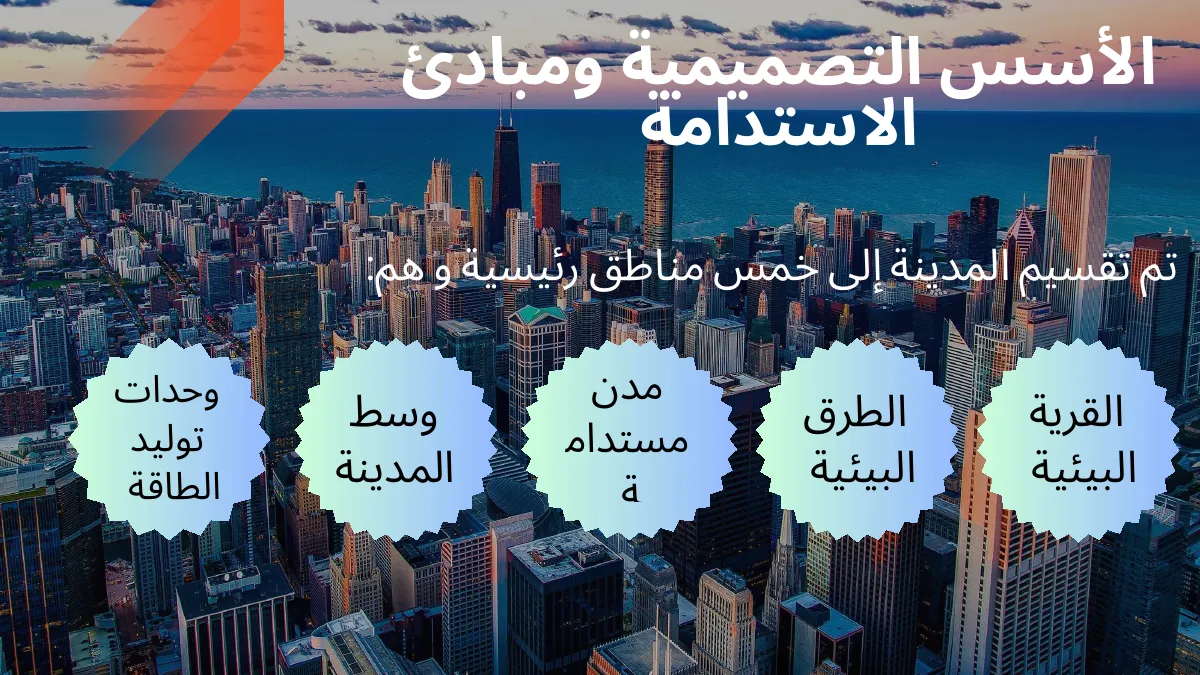 الأسس التصميمية ومبادئ
الاستدامة
تم تقسيم المدينة إلى خمس مناطق رئيسية و هم:
القرية
البيئية
الطرق
البيئية
مدن
مستدام
ة
وسط
المدينة
وحدات
توليد
الطاقة